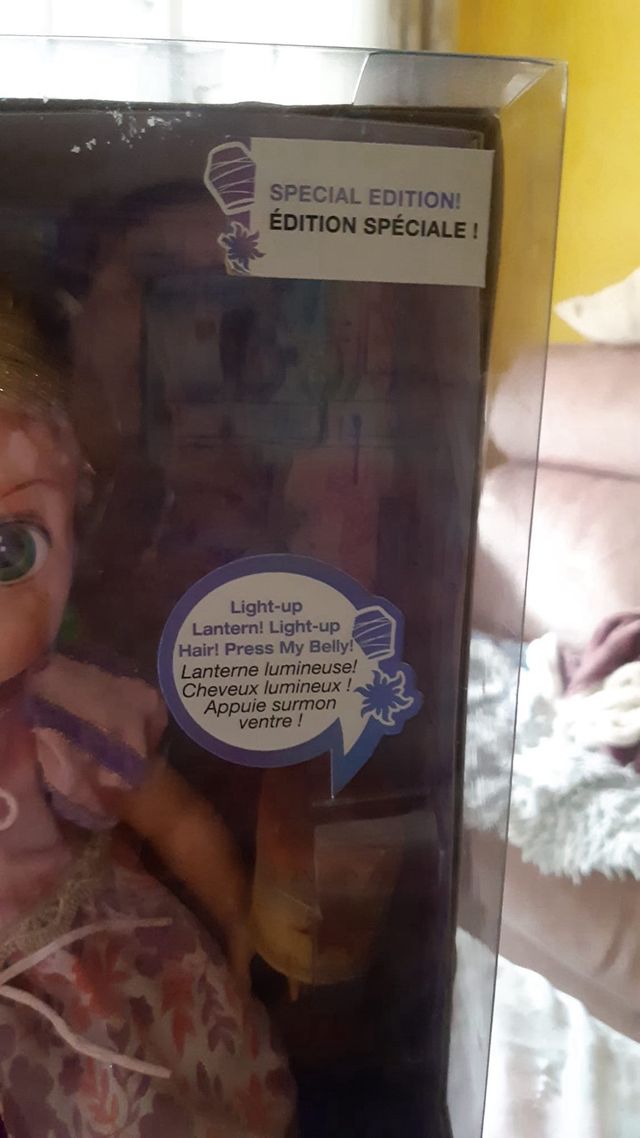 SPECIAL EDITION!
ÉDITION SPÉCIALE !
Light-up
Lantern! Light-up
Hair! Press My Belly!
Lanterne lumineuse!
Cheveux lumineux !
Appuie surmon
ventre !